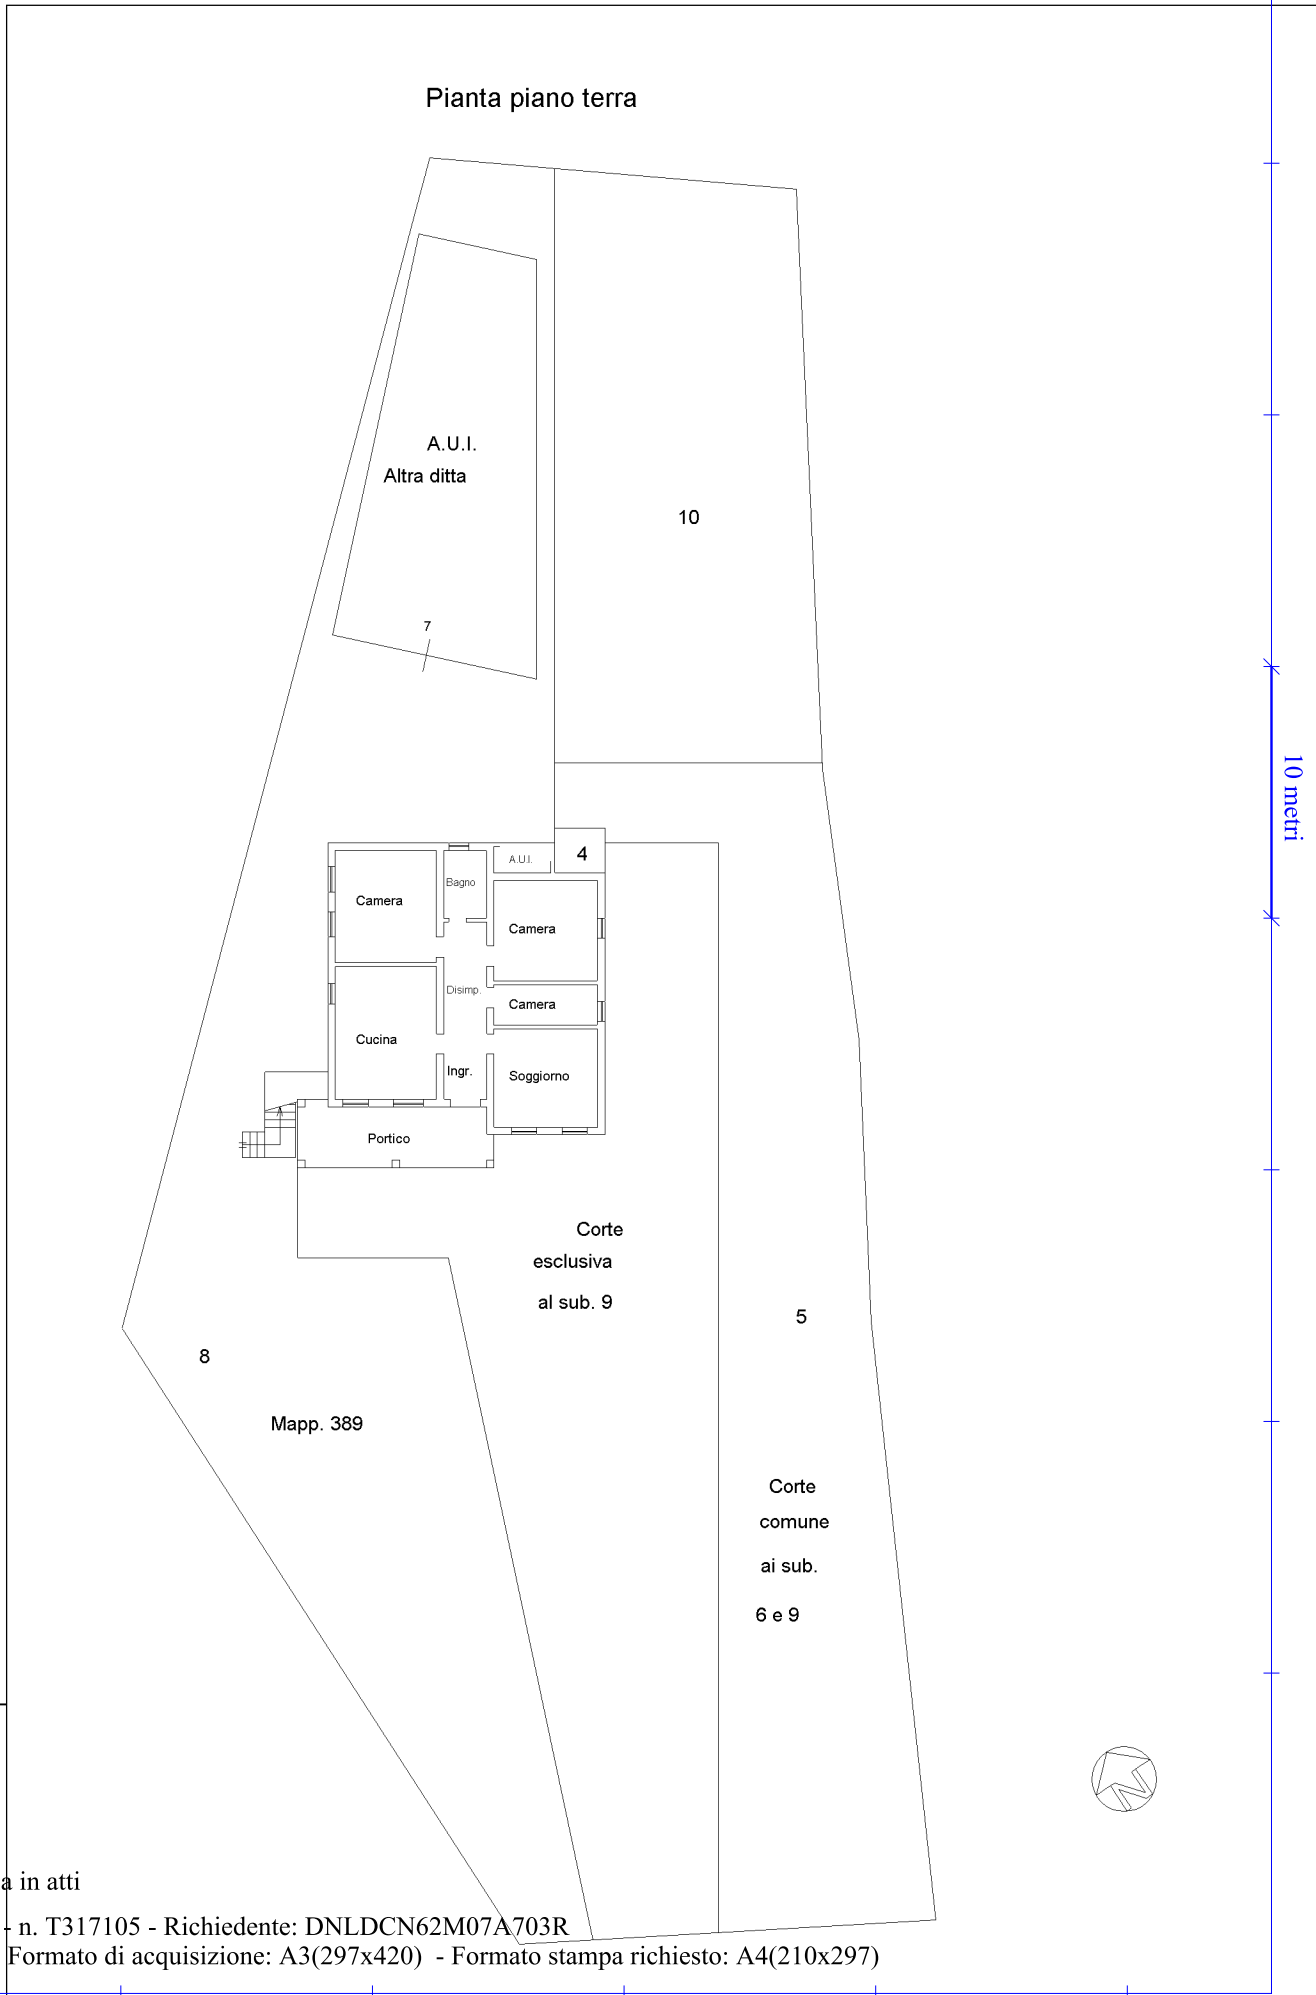 Pianta piano terra
A.U.I.
Altra ditta
10
7
10 metri
4
A.U.I.
Bagno
Camera
Camera
Disimp.
Camera
Cucina
Ingr.
Soggiorno
Portico
Corte
esclusiva
al sub. 9
5
8
Mapp. 389
Corte
comune
ai sub.
6 e 9
N
a in atti
- n. T317105 - Richiedente: DNLDCN62M07A703R
Formato di acquisizione: A3(297x420) - Formato stampa richiesto: A4(210x297)